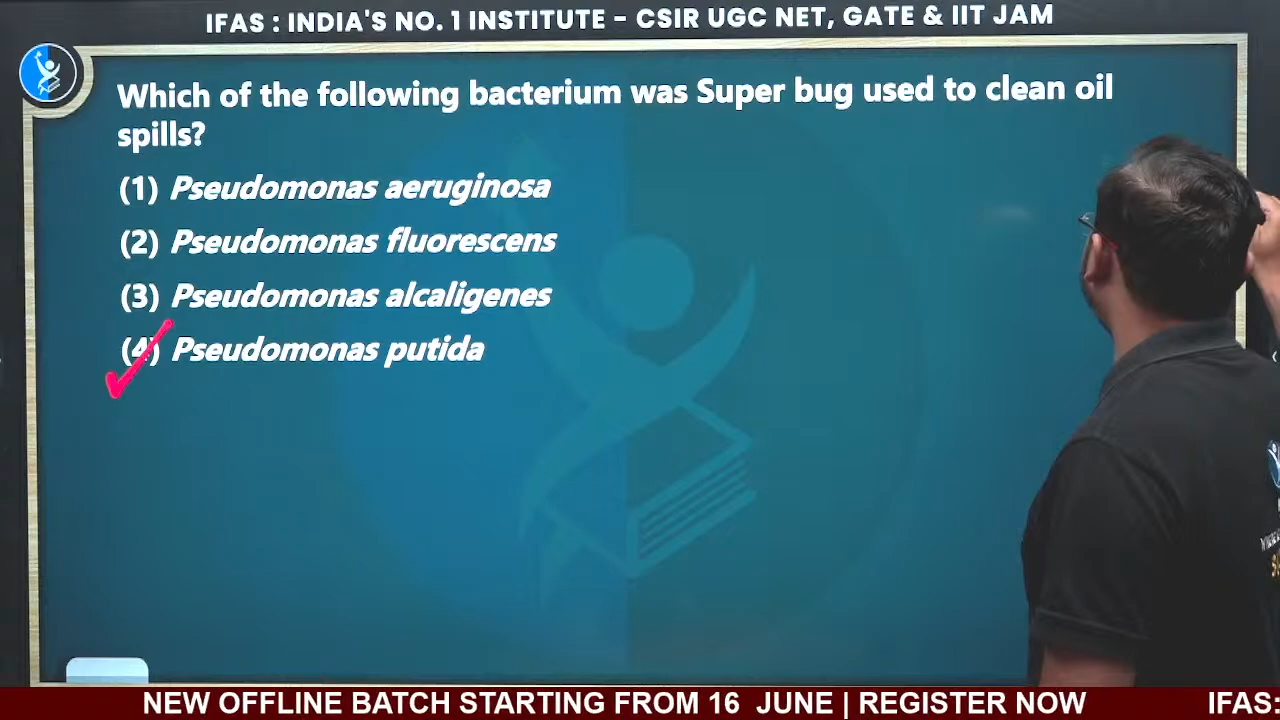 IFAS : INDIA'S NO. 1 INSTITUTE - CSIR UGC NET, GATE & IIT JAM
Which of the following bacterium was Super bug used to clean oil
spills?
(1) Pseudomonas aeruginosa
(2) Pseudomonas fluorescens
(3) Pseudomonas alcaligenes
(4) Pseudomonas putida
NEW OFFLINE BATCH STARTING FROM 16 JUNE | REGISTER NOW IFAS: